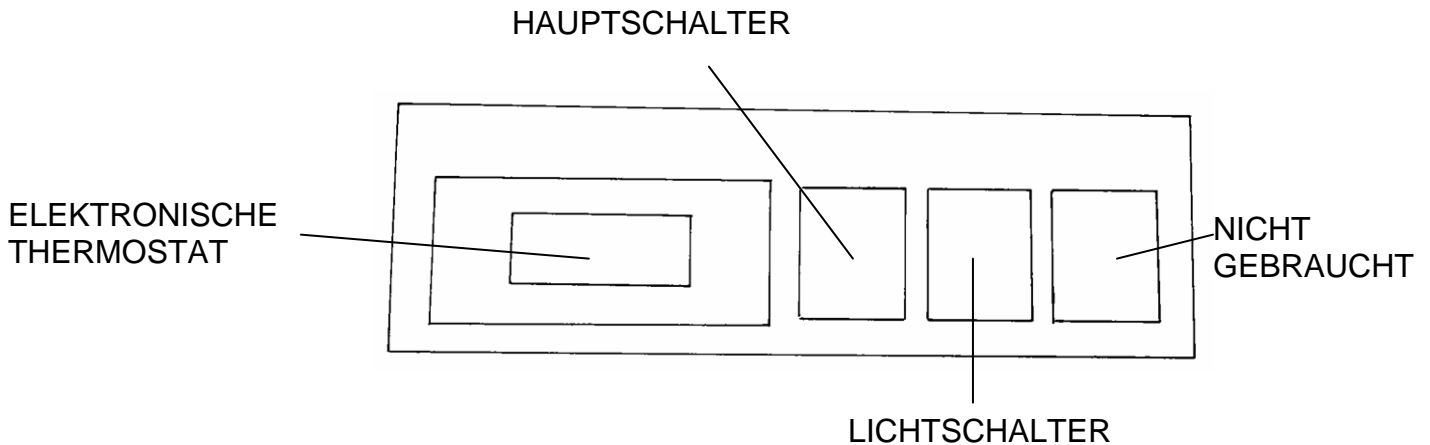 HAUPTSCHALTER
ELEKTRONISCHE
THERMOSTAT
NICHT
GEBRAUCHT
LICHTSCHALTER